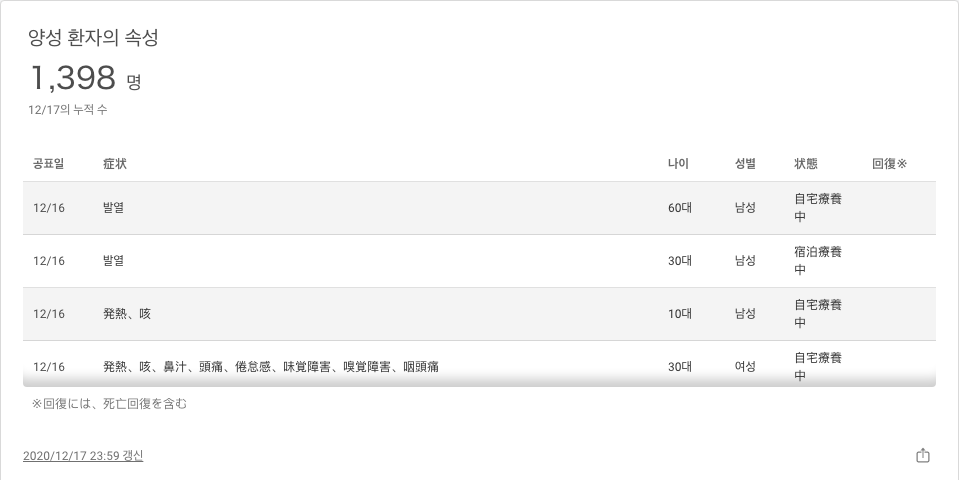 양성 환자의 속성
1,398 명
12/17의 누적 수
공표일 症状 나이 성별 状態 回復※
12/16 발열 60대 남성 自宅療養
中
12/16 발열 30대 남성 宿泊療養
中
12/16 発熱、咳 10대 남성 自宅療養
中
12/16 発熱、咳、鼻汁、頭痛、倦怠感、味覚障害、嗅覚障害、咽頭痛 30대 여성 自宅療養
中
※回復には、死亡回復を含む
2020/12/17 23:59 갱신